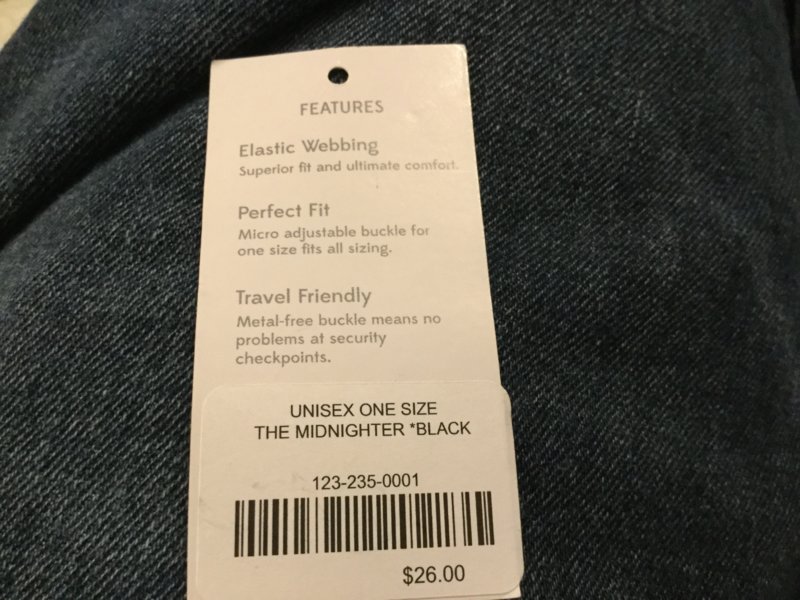 FEATURES
Elastic Webbing
Superior fit and ultimate comfort.
Perfect Fit
Micro adjustable buckle for
one size fits all sizing.
Travel Friendly
Metal-free buckle means no
problems at security
checkpoints.
UNISEX ONE SIZE
THE MIDNIGHTER *BLACK
123-235-0001
$26.00